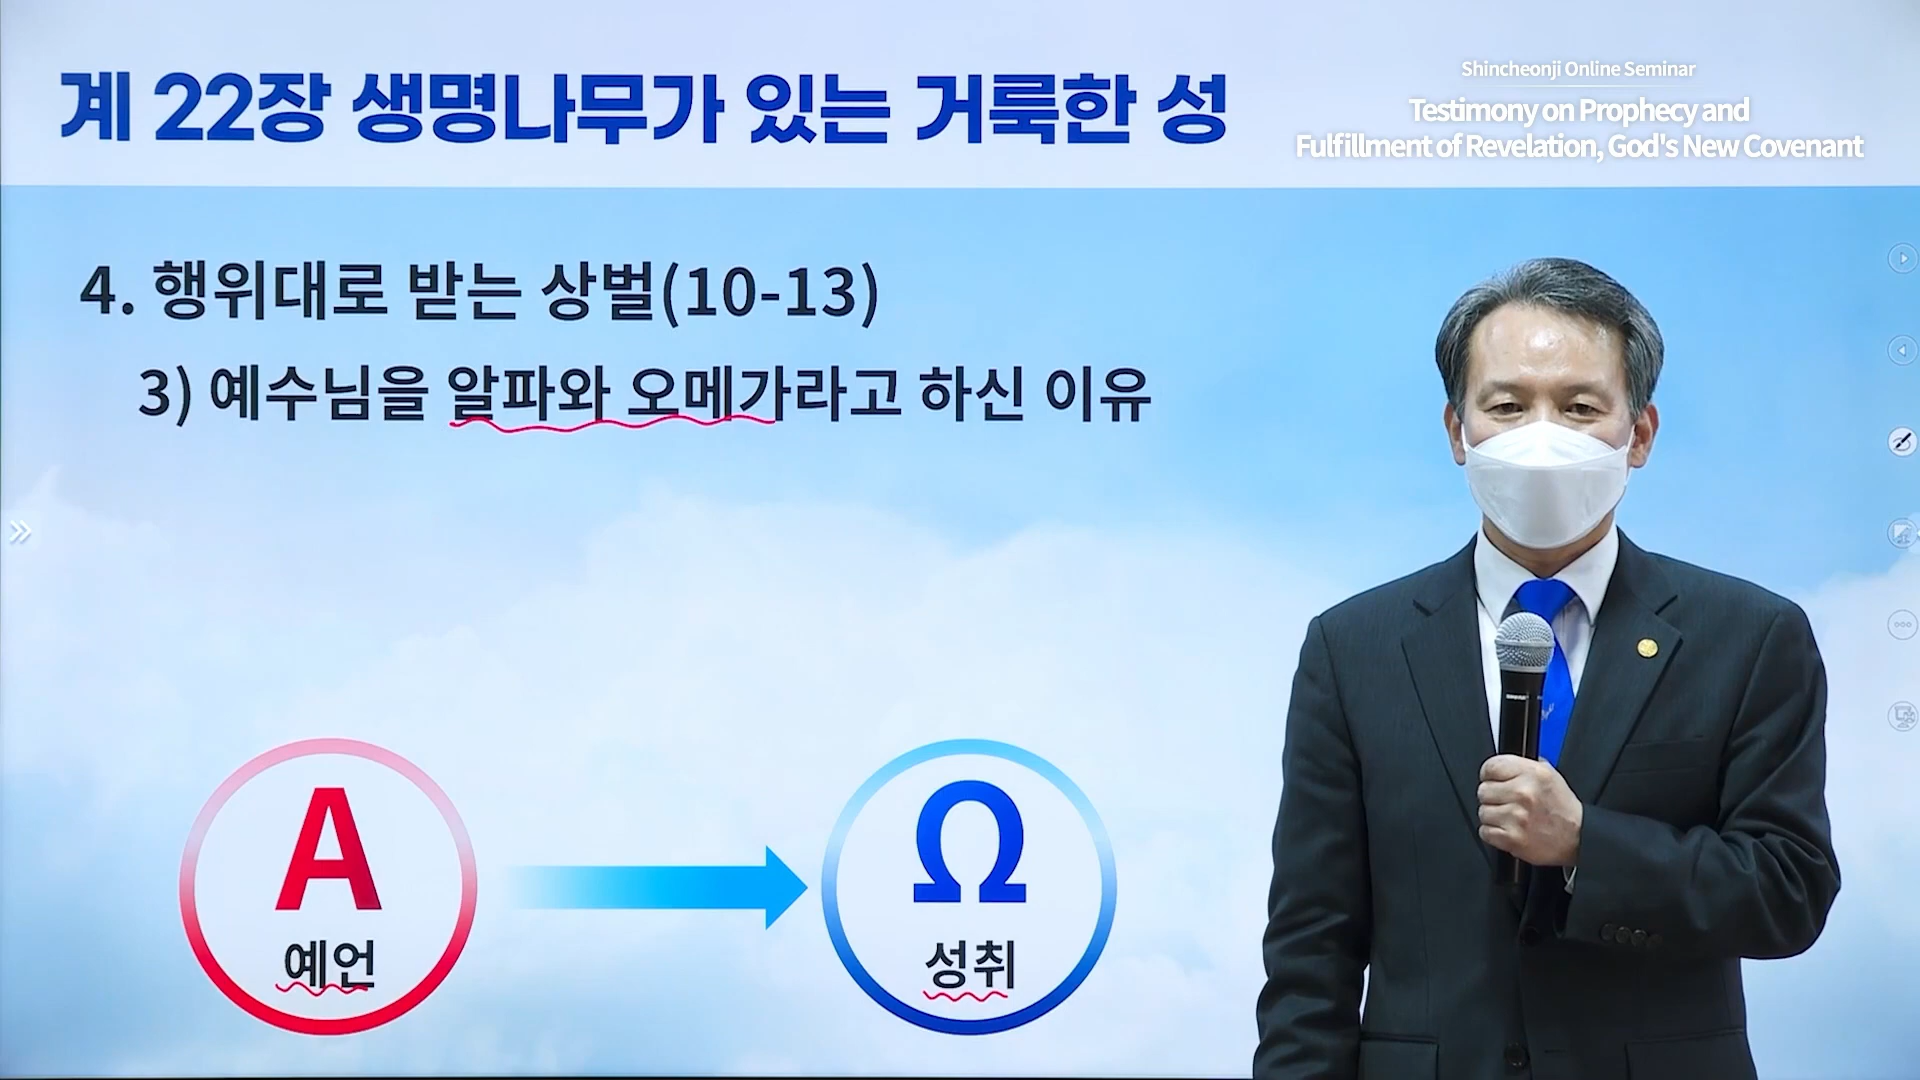 계 22장 생명나무가 있는 거룩한 성
Shincheonji Online Seminar
Testimony on Prophecy and
Fulfillment of Revelation, God's New Covenant
4. 행위대로 받는 상벌(10-13)
3) 예수님을 알파와 오메가라고 하신 이유
A
예언
Ω
성취